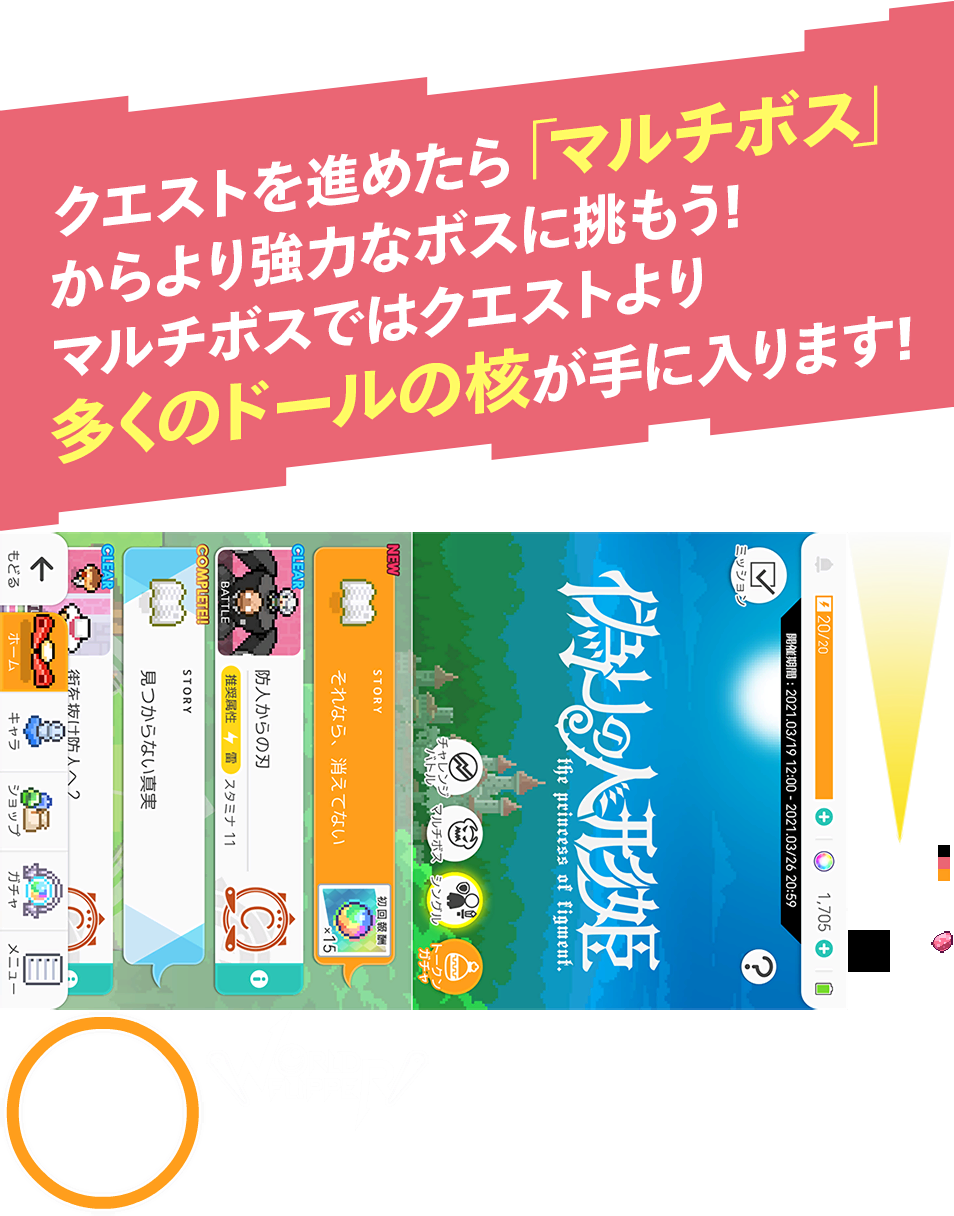 クエストを進めたら「マルチボス」
からより強力なボスに挑もう!
マルチボスではクエストより
多くのドールの核が手に入ります!
20/20
1,705
開催期間：2021.03/19 12:00 - 2021.03/26 20:59
ミッション
?
偽りの人形姫
the princess of figment.
チャレンジバトル
マルチボス
シングル
トークンガチャ
NEW
STORY
それなら、消えてない
初回報酬
×15
CLEAR
BATTLE
防人からの刃
推奨属性 雷
スタミナ 11
C
COMPLETE!!
STORY
見つからない真実
CLEAR
街を抜け防人へ2
もどる
ホーム
キャラ
ショップ
ガチャ
メニュー